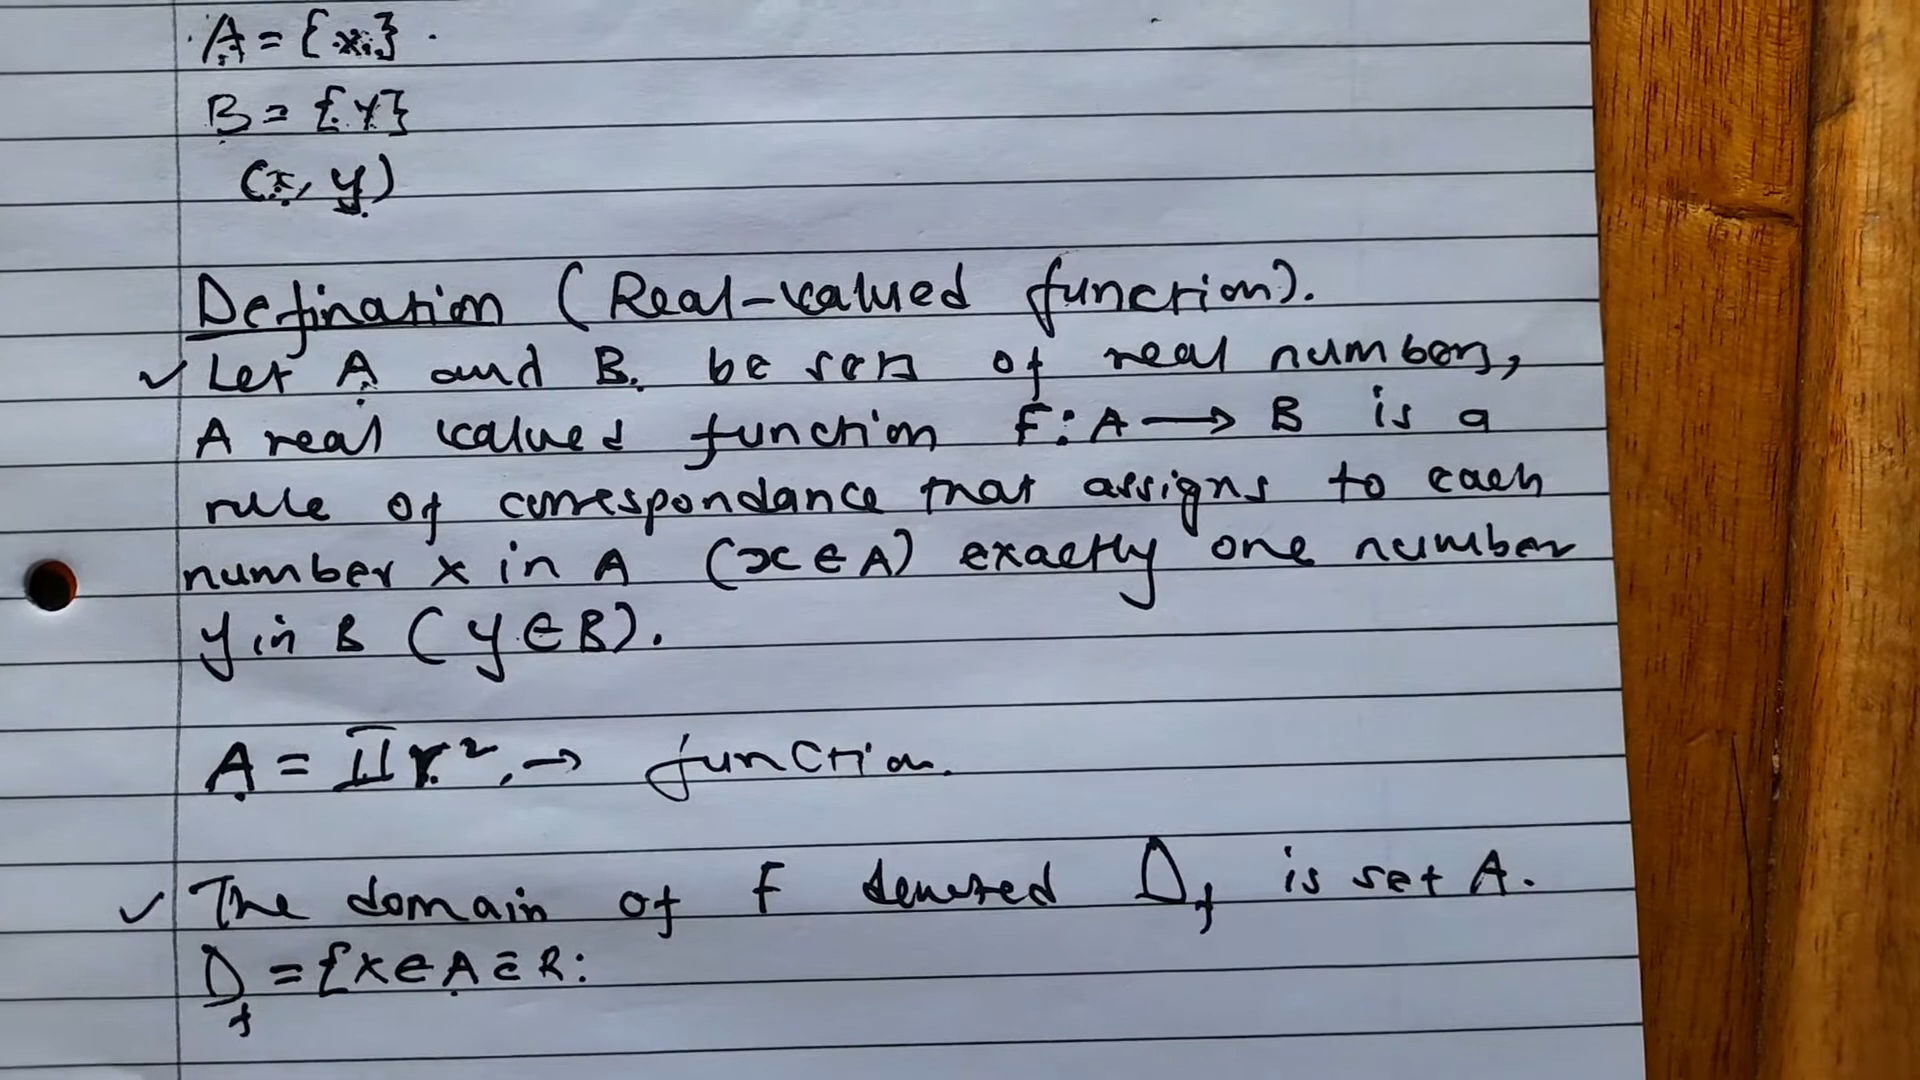 A = {x}
B = {Y}
(x, y)
Defination (Real-valued function).
✓ Let A and B. be sets of real numbers,
A real valued function F: A → B is a
rule of correspondance that assigns to each
number x in A (x ∈ A) exactly one number
y in B (y ∈ B).
A = Πr², → function.
✓ The domain of F denoted D_f is set A.
D_f = {x ∈ A ⊆ R: